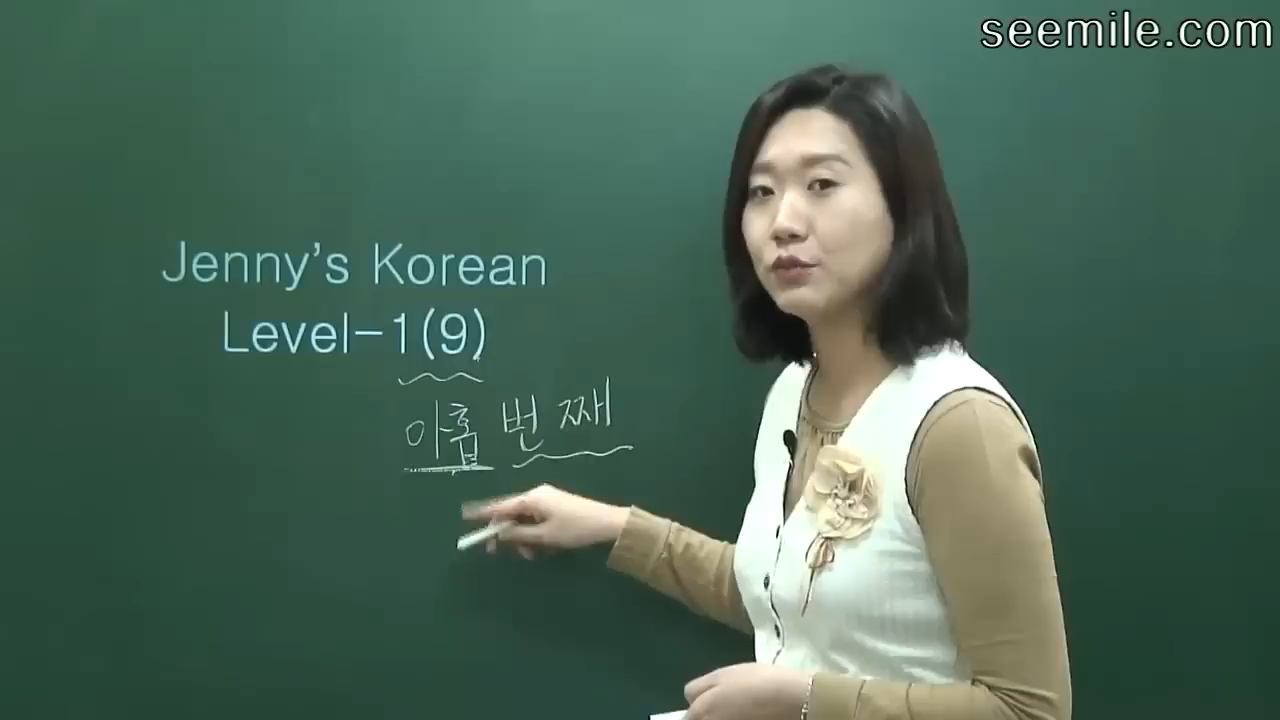 seemile.com
Jenny's Korean
Level-1(9)
아홉 번 째